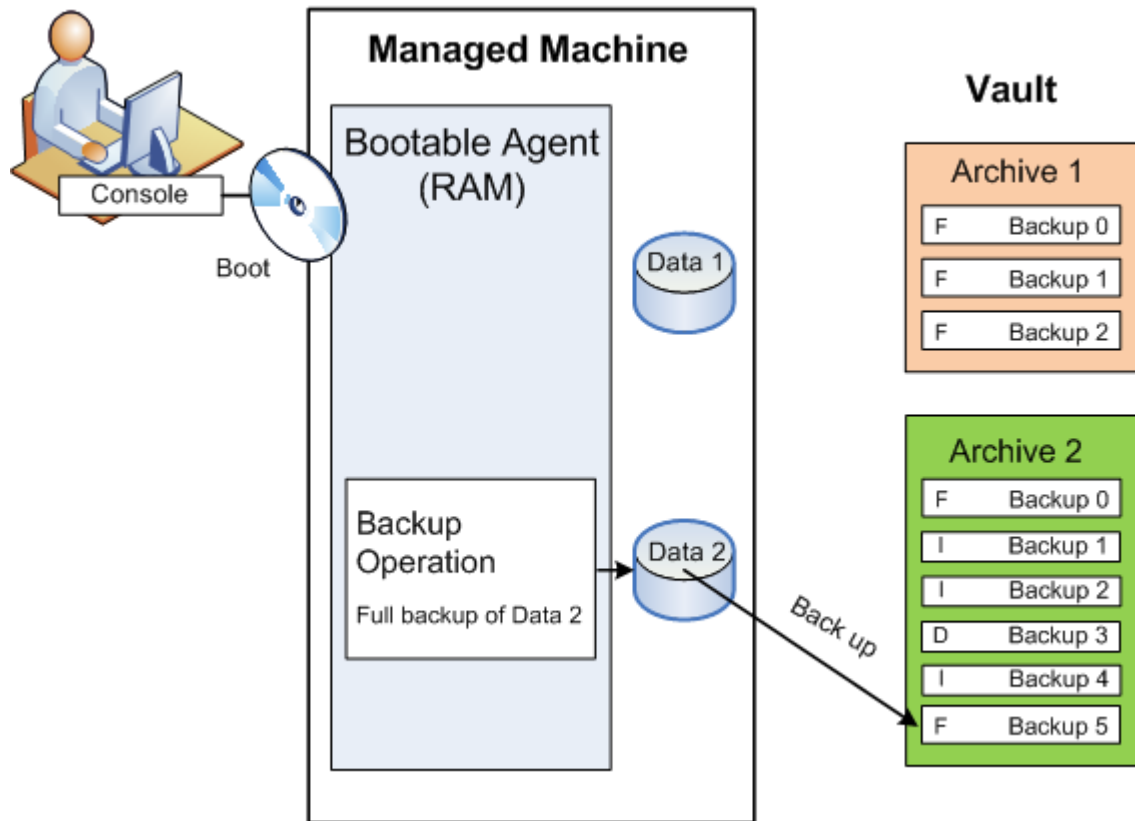 Managed Machine
Bootable Agent
(RAM)
Console
Boot
Data 1
Backup
Operation
Full backup of Data 2
Data 2
Back up
Vault
Archive 1
F Backup 0
F Backup 1
F Backup 2
Archive 2
F Backup 0
I Backup 1
I Backup 2
D Backup 3
I Backup 4
F Backup 5